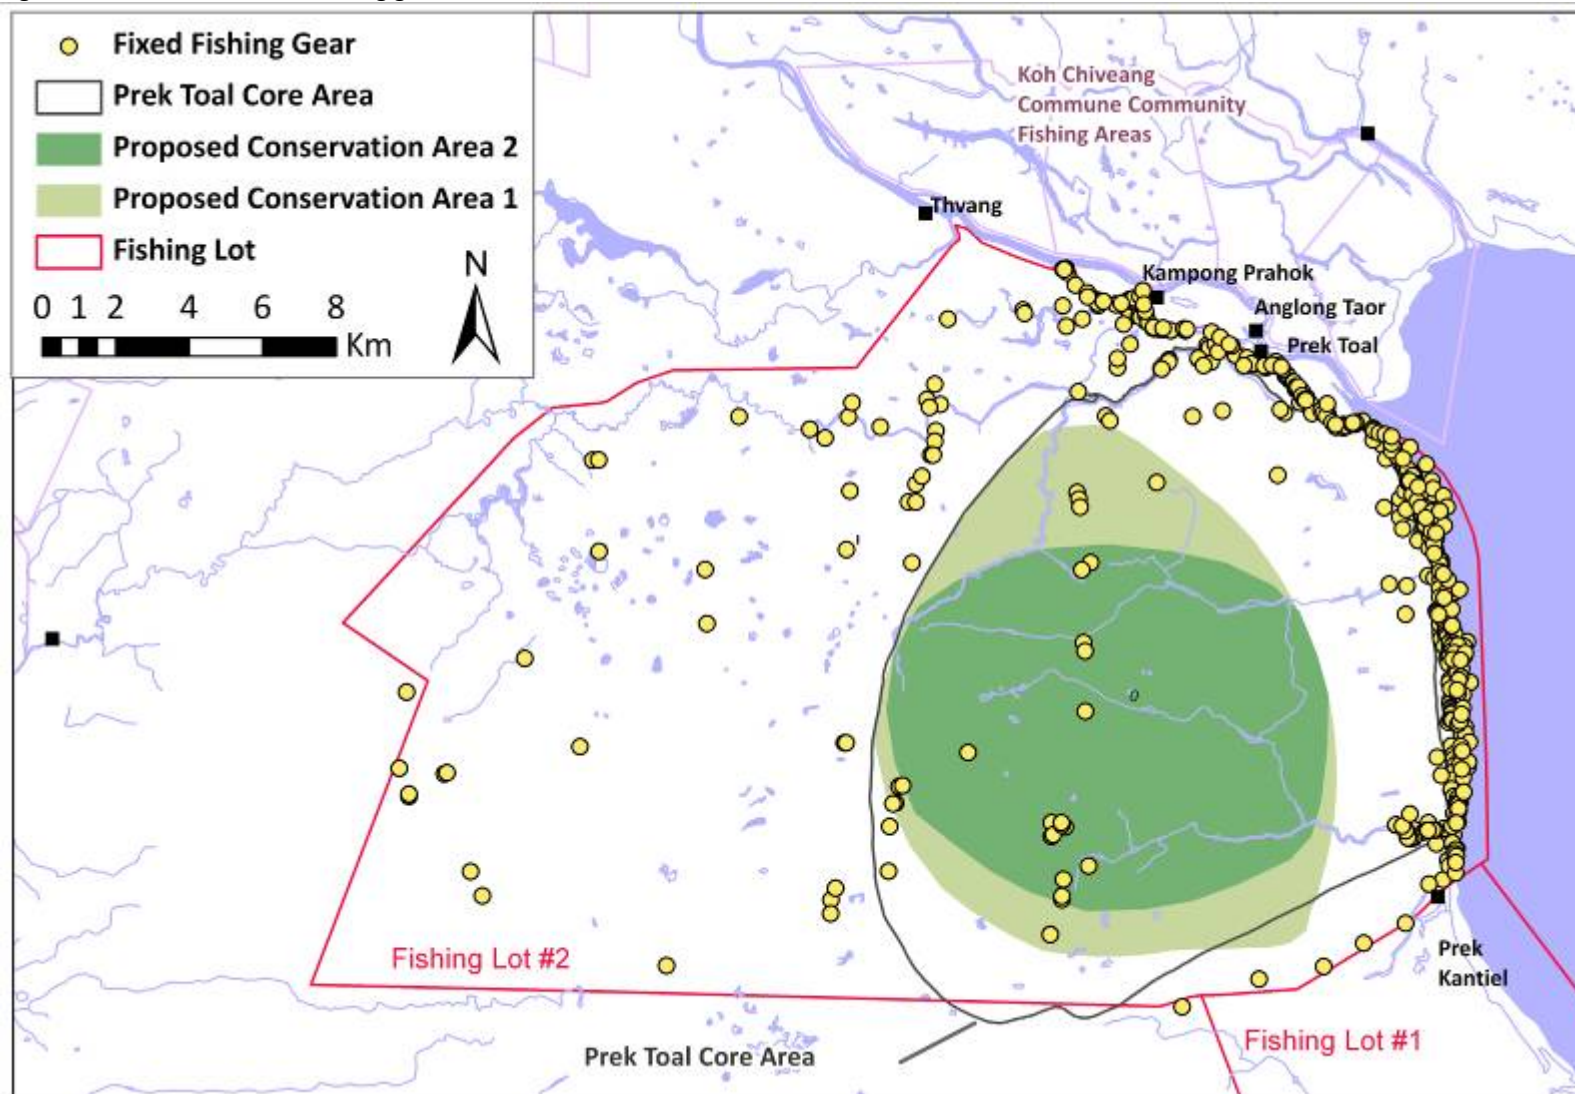 Fixed Fishing Gear
Prek Toal Core Area
Proposed Conservation Area 2
Proposed Conservation Area 1
Fishing Lot
N
0 1 2 4 6 8
Km
Koh Chiveang
Commune Community
Fishing Areas
Thvang
Kampong Prahok
Anglong Taor
Prek Toal
0
Fishing Lot #2
Prek
Kantiel
Fishing Lot #1
Prek Toal Core Area